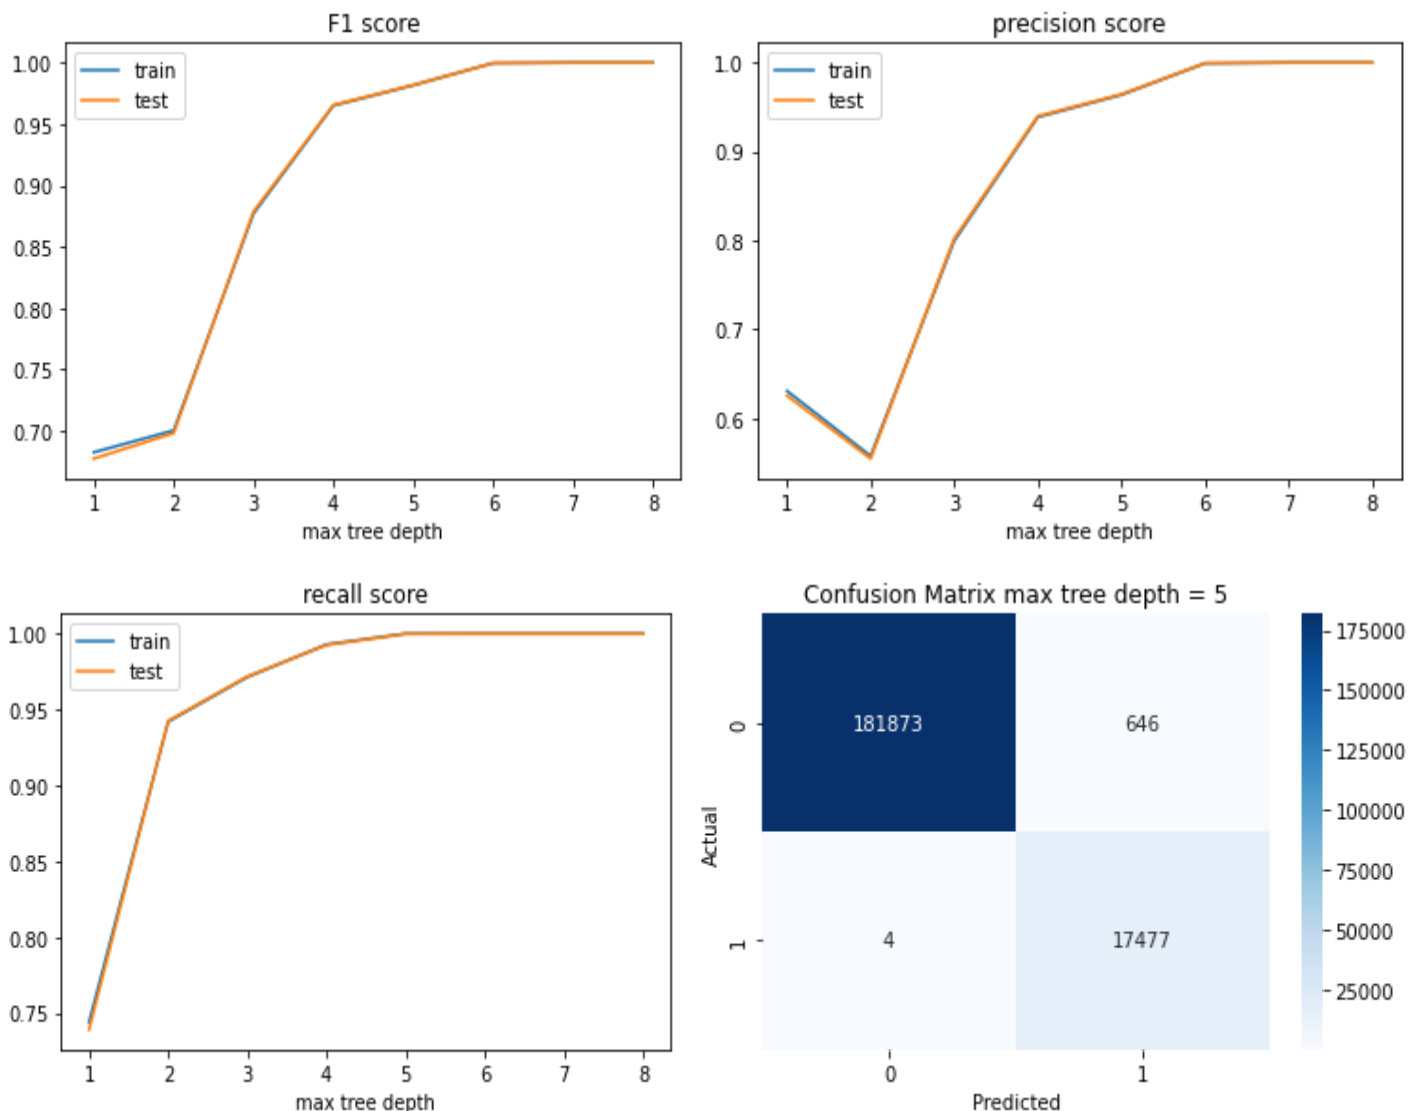 F1 score
1.00
0.95
0.90
0.85
0.80
0.75
0.70
train
test
1 2 3 4 5 6 7 8
max tree depth
precision score
1.0
0.9
0.8
0.7
0.6
train
test
1 2 3 4 5 6 7 8
max tree depth
recall score
1.00
0.95
0.90
0.85
0.80
0.75
train
test
1 2 3 4 5 6 7 8
max tree depth
Confusion Matrix max tree depth = 5
Actual
0
1
181873 646
4 17477
0 1
Predicted
175000
150000
125000
100000
75000
50000
25000